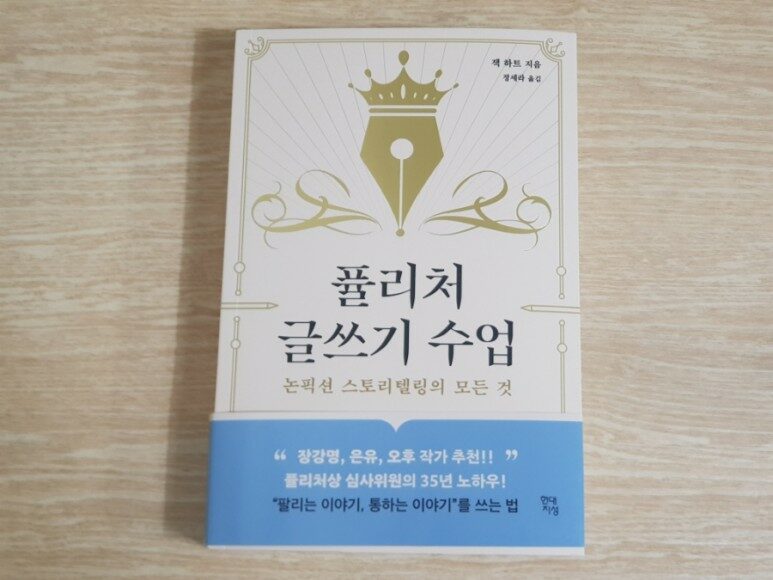 잭 하트 지음
정세라 옮김
퓰리처
글쓰기 수업
논픽션 스토리텔링의 모든 것
“ 장강명, 은유, 오후 작가 추천!! ”
퓰리처상 심사위원의 35년 노하우!
“팔리는 이야기, 통하는 이야기”를 쓰는 법
현대
지성